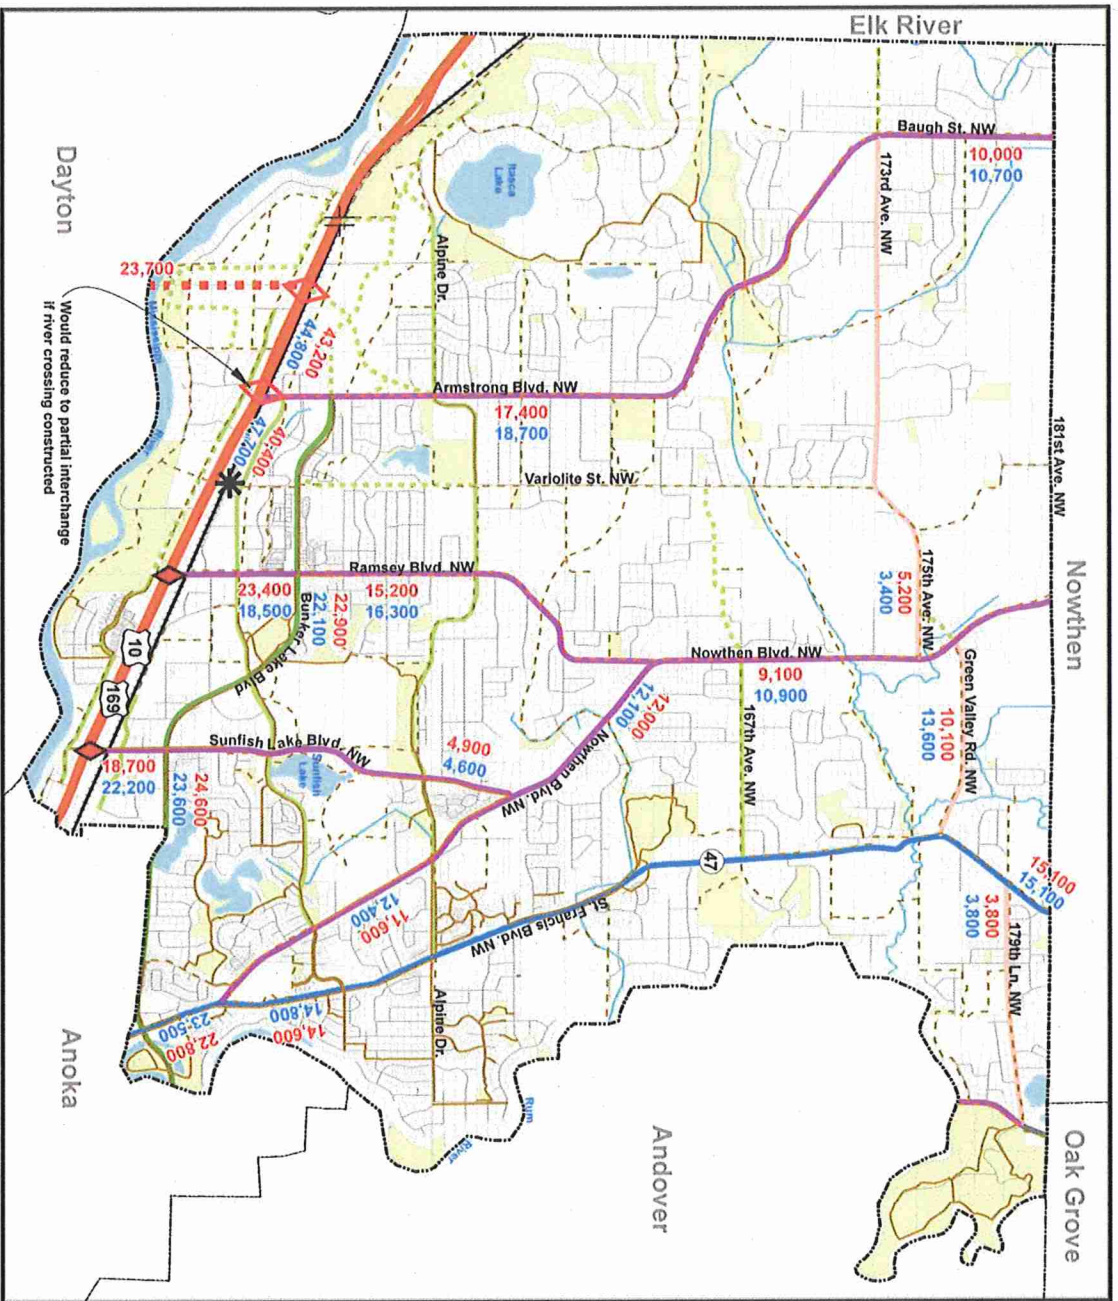 Elk River
Nowthen
Oak Grove
Dayton
Anoka
Andover
Baugh St. NW
10,000
10,700
173rd Ave. NW
Itasca
Lake
Alpine Dr.
23,700
Would reduce to partial interchange
if river crossing constructed
Mississippi
River
43,200
44,800
Armstrong Blvd. NW
17,400
18,700
40,400
47,700
Variolite St. NW
181st Ave. NW
Ramsey Blvd. NW
23,400
18,500
15,200
16,300
22,900
22,100
Bunker Lake Blvd
175th Ave. NW
5,200
3,400
Nowthen Blvd. NW
9,100
10,900
Green Valley Rd. NW
10,100
13,600
12,000
12,100
Nowthen Blvd. NW
167th Ave. NW
10
169
Sunfish Lake Blvd. NW
18,700
22,200
Sunfish
Lake
4,900
4,600
24,600
23,600
47
15,100
15,100
3,800
3,800
179th Ln. NW
St. Francis Blvd. NW
11,600
12,400
14,800
14,600
23,500
22,800
Alpine Dr.
Rum
River